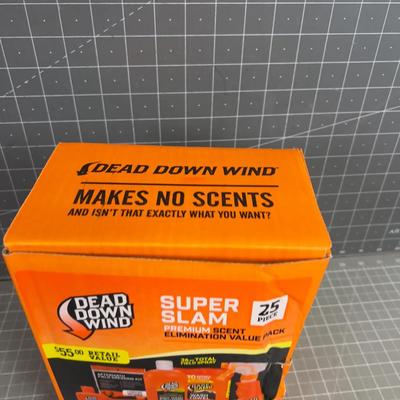 DEAD DOWN WIND
MAKES NO SCENTS
AND ISN'T THAT EXACTLY WHAT YOU WANT?
DEAD
DOWN
WIND
SUPER
SLAM
25
PIECE
PREMIUM SCENT
ELIMINATION VALUE PACK
$55.00 RETAIL
VALUE